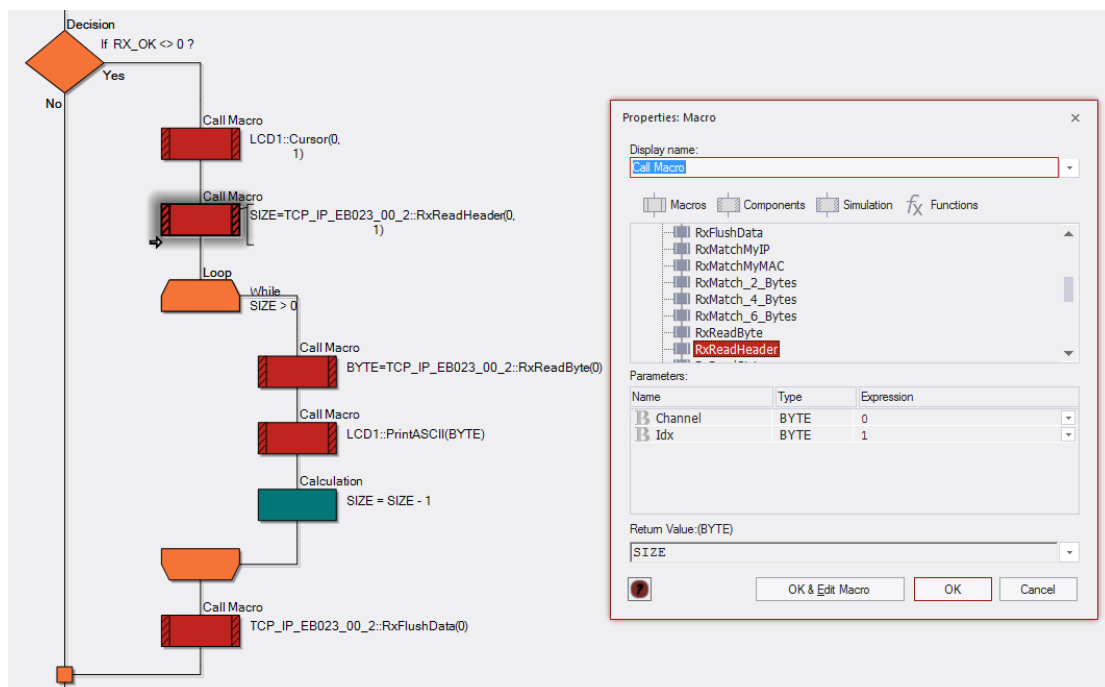 Decision
If RX_OK <> 0 ?
Yes
No
Call Macro
LCD1::Cursor(0,
1)
Call Macro
SIZE=TCP_IP_EB023_00_2::RxReadHeader(0,
1)
Loop
While
SIZE > 0
Call Macro
BYTE=TCP_IP_EB023_00_2::RxReadByte(0)
Call Macro
LCD1::PrintASCII(BYTE)
Calculation
SIZE = SIZE - 1
Call Macro
TCP_IP_EB023_00_2::RxFlushData(0)
Properties: Macro
Display name:
Call Macro
Macros Components Simulation fx Functions
RxFlushData
RxMatchMyIP
RxMatchMyMAC
RxMatch_2_Bytes
RxMatch_4_Bytes
RxMatch_6_Bytes
RxReadByte
RxReadHeader
Parameters:
Name Type Expression
B Channel BYTE 0
B Idx BYTE 1
Return Value:(BYTE)
SIZE
? OK & Edit Macro OK Cancel